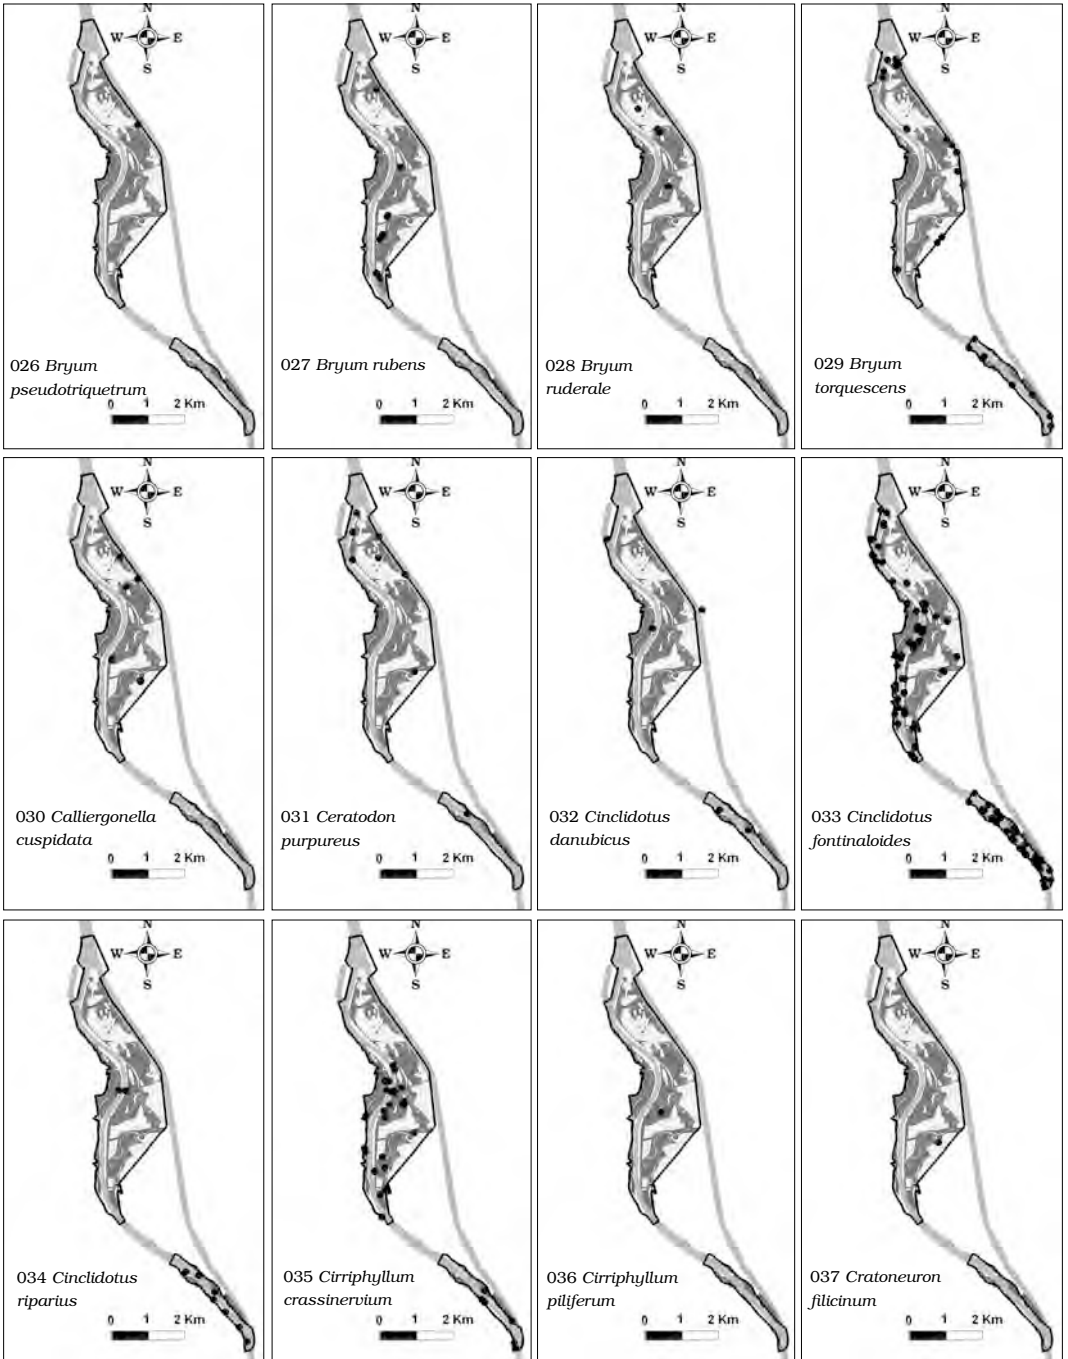 N
W E
S
026 Bryum
pseudotriquetrum
0 1 2 Km
N
W E
S
027 Bryum rubens
0 1 2 Km
N
W E
S
028 Bryum
ruderale
0 1 2 Km
N
W E
S
029 Bryum
torquescens
0 1 2 Km
N
W E
S
030 Calliergonella
cuspidata
0 1 2 Km
N
W E
S
031 Ceratodon
purpureus
0 1 2 Km
N
W E
S
032 Cinclidotus
danubicus
0 1 2 Km
N
W E
S
033 Cinclidotus
fontinaloides
0 1 2 Km
N
W E
S
034 Cinclidotus
riparius
0 1 2 Km
N
W E
S
035 Cirriphyllum
crassinervium
0 1 2 Km
N
W E
S
036 Cirriphyllum
piliferum
0 1 2 Km
N
W E
S
037 Cratoneuron
filicinum
0 1 2 Km